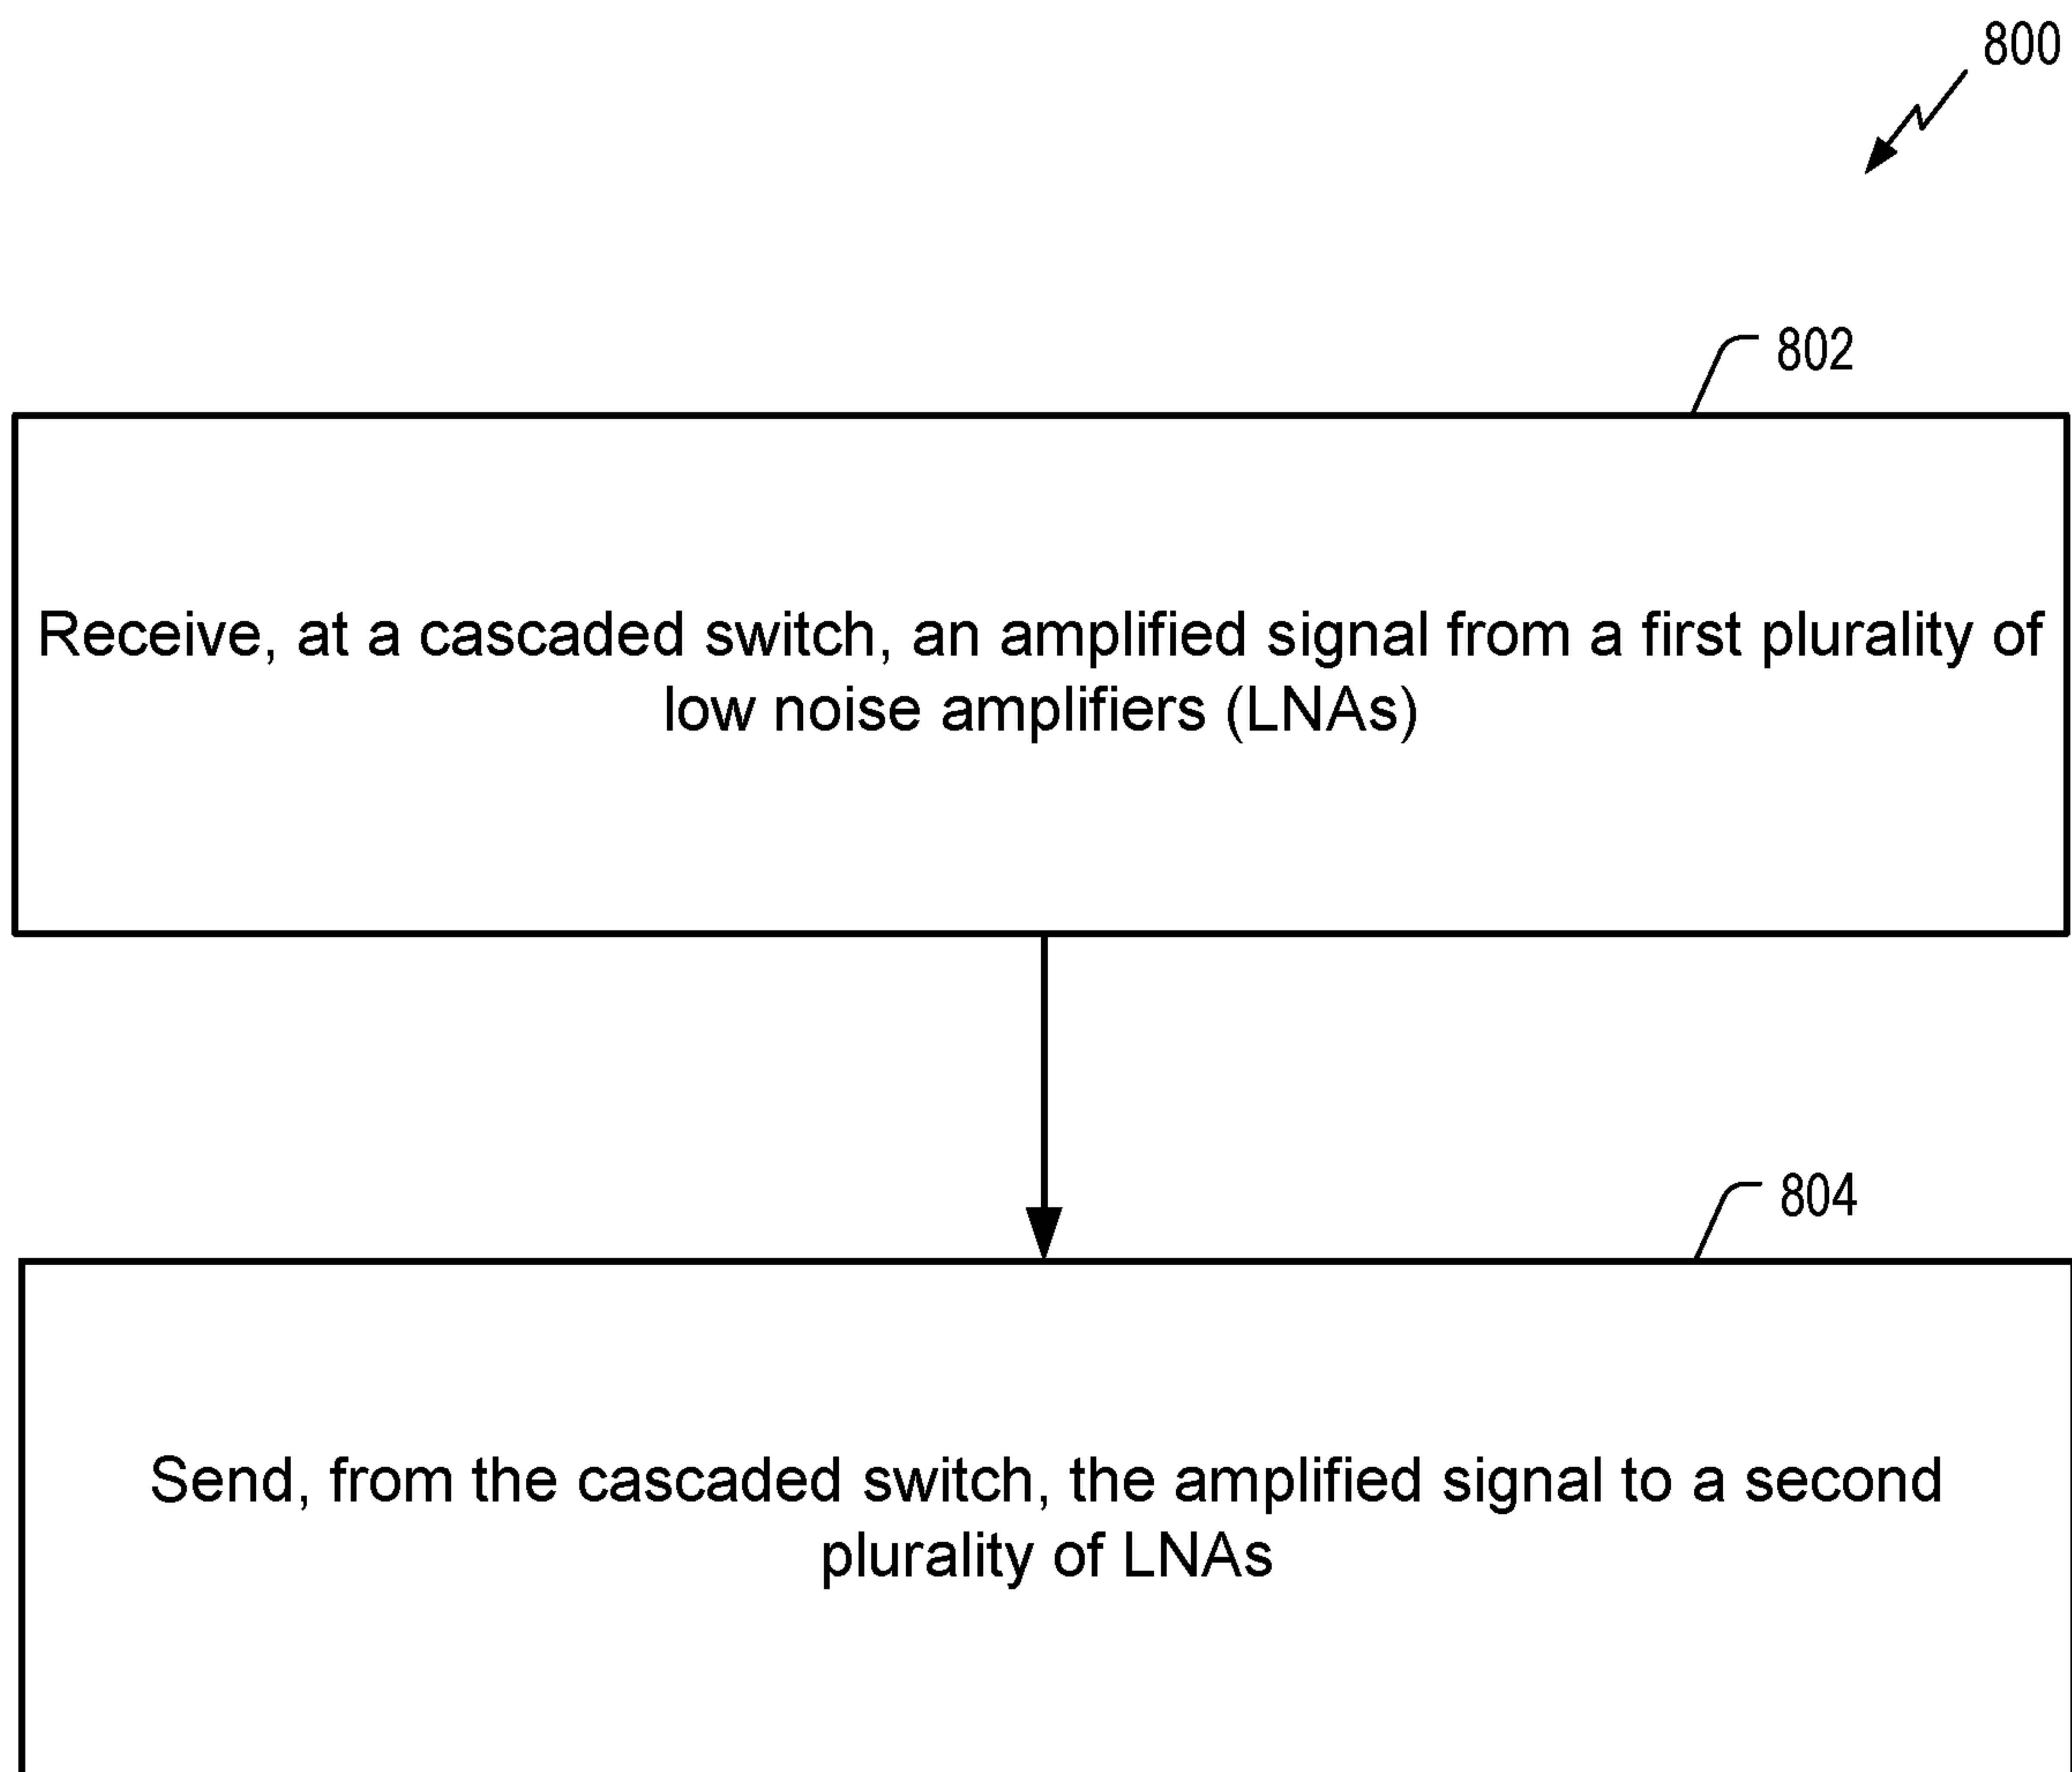 800
802
Receive, at a cascaded switch, an amplified signal from a first plurality of
low noise amplifiers (LNAs)
804
Send, from the cascaded switch, the amplified signal to a second
plurality of LNAs